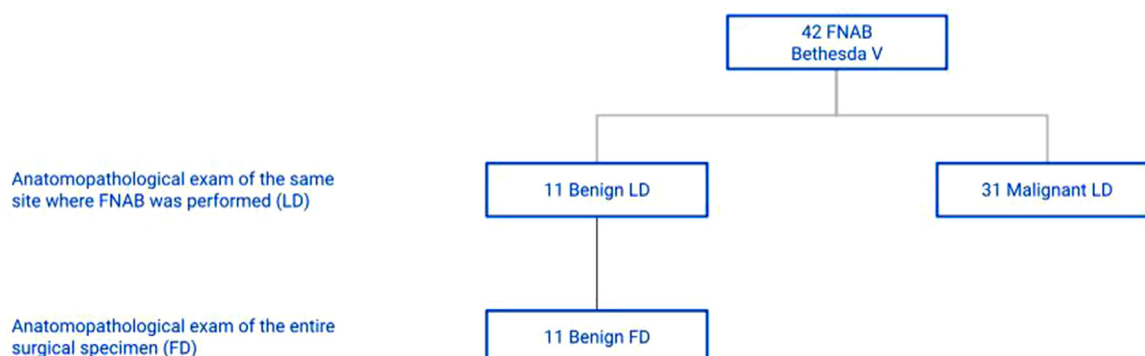 42 FNAB
Bethesda V
Anatomopathological exam of the same
site where FNAB was performed (LD)
11 Benign LD
31 Malignant LD
Anatomopathological exam of the entire
surgical specimen (FD)
11 Benign FD